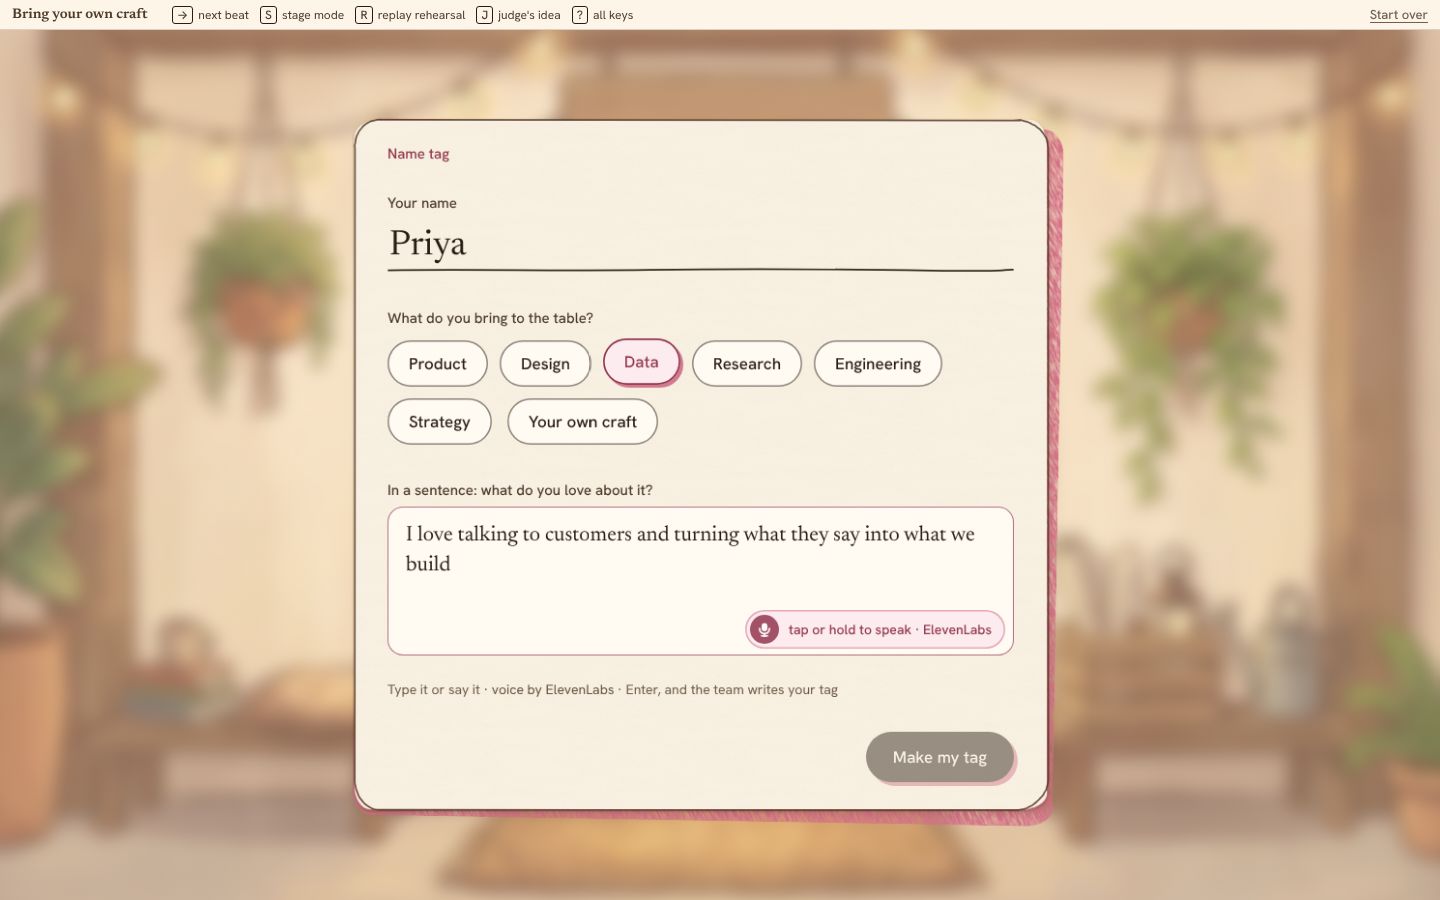 Bring your own craft → next beat S stage mode R replay rehearsal J judge's idea ? all keys Start over
Name tag
Your name
Priya
What do you bring to the table?
Product Design Data Research Engineering
Strategy Your own craft
In a sentence: what do you love about it?
I love talking to customers and turning what they say into what we
build
tap or hold to speak · ElevenLabs
Type it or say it · voice by ElevenLabs · Enter, and the team writes your tag
Make my tag